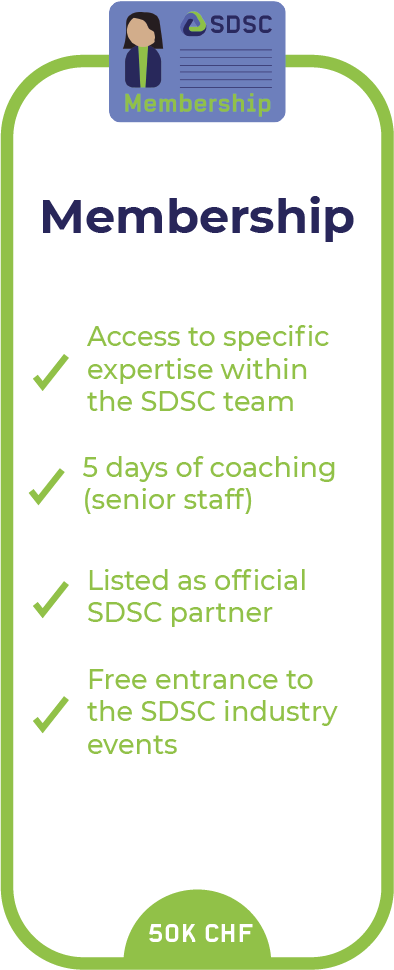 SDSC
Membership
Membership
Access to specific
expertise within
the SDSC team
5 days of coaching
(senior staff)
Listed as official
SDSC partner
Free entrance to
the SDSC industry
events
50K CHF